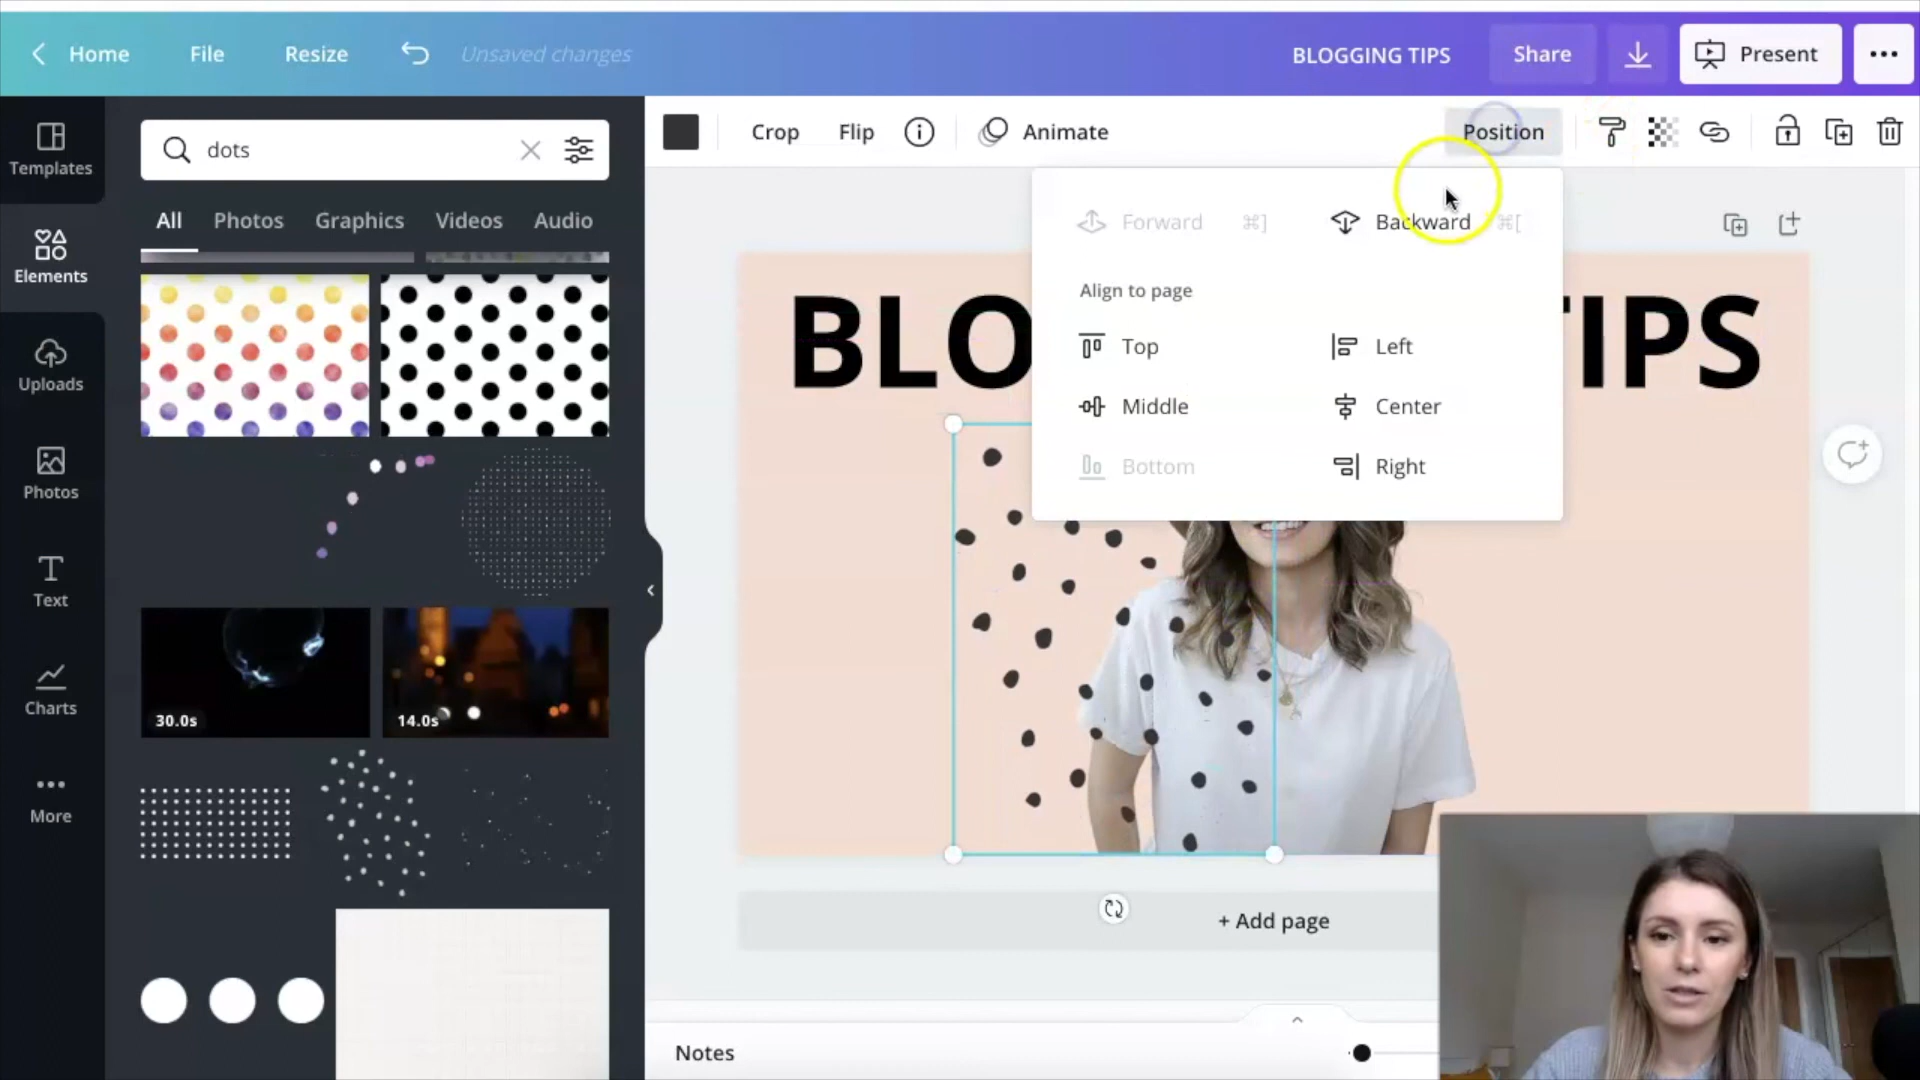 Home File Resize Unsaved changes BLOGGING TIPS Share Present
Templates
Elements
Uploads
Photos
Text
Charts
More
dots
All Photos Graphics Videos Audio
30.0s 14.0s
Crop Flip Animate Position
Forward ⌘] Backward ⌘[
Align to page
Top Left
Middle Center
Bottom Right
BLO TIPS
+ Add page
Notes